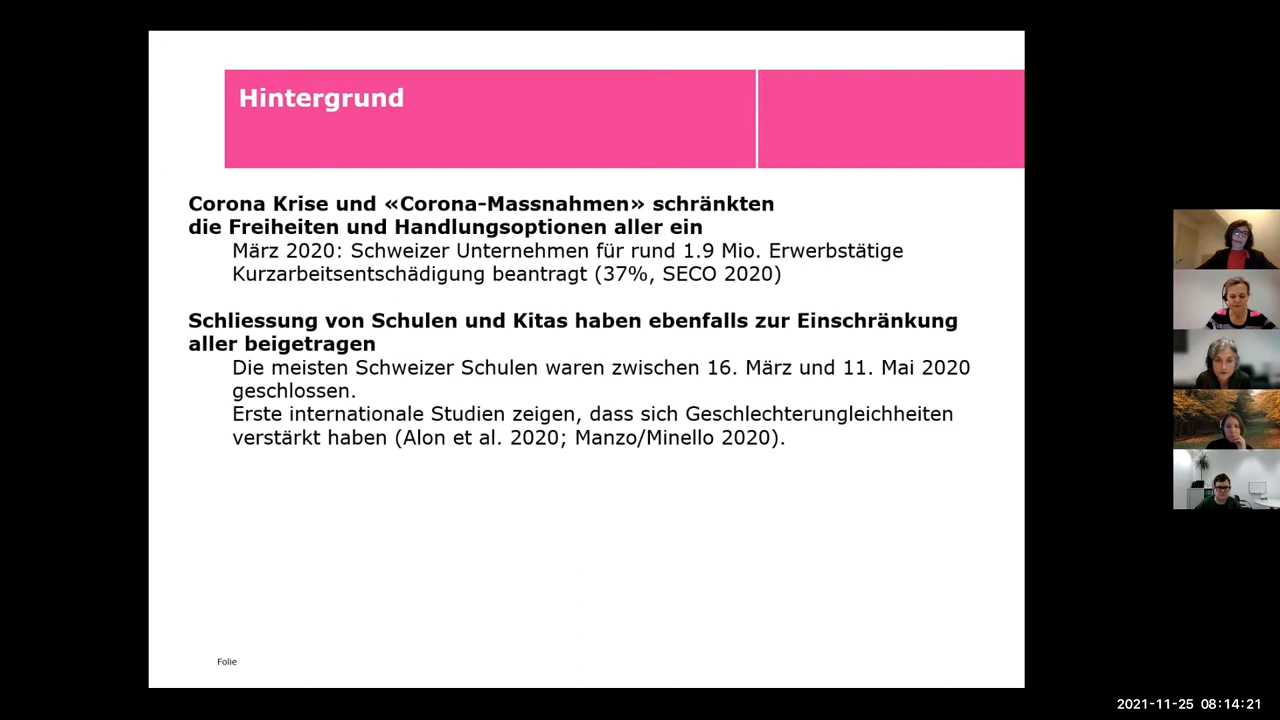 Hintergrund
Corona Krise und «Corona-Massnahmen» schränkten
die Freiheiten und Handlungsoptionen aller ein
März 2020: Schweizer Unternehmen für rund 1.9 Mio. Erwerbstätige
Kurzarbeitsentschädigung beantragt (37%, SECO 2020)
Schliessung von Schulen und Kitas haben ebenfalls zur Einschränkung
aller beigetragen
Die meisten Schweizer Schulen waren zwischen 16. März und 11. Mai 2020
geschlossen.
Erste internationale Studien zeigen, dass sich Geschlechterungleichheiten
verstärkt haben (Alon et al. 2020; Manzo/Minello 2020).
Folie
2021-11-25 08:14:21